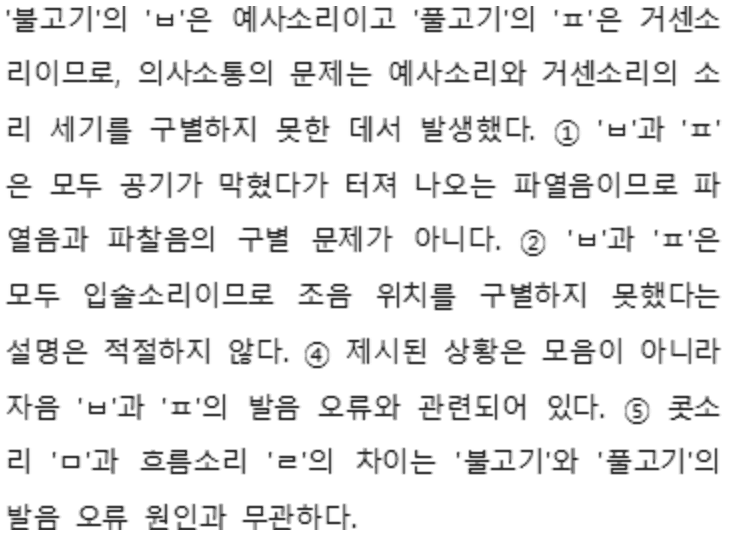 '불고기'의 'ㅂ'은 예사소리이고 '풀고기'의 'ㅍ'은 거센소
리이므로, 의사소통의 문제는 예사소리와 거센소리의 소
리 세기를 구별하지 못한 데서 발생했다. ① 'ㅂ'과 'ㅍ'
은 모두 공기가 막혔다가 터져 나오는 파열음이므로 파
열음과 파찰음의 구별 문제가 아니다. ② 'ㅂ'과 'ㅍ'은
모두 입술소리이므로 조음 위치를 구별하지 못했다는
설명은 적절하지 않다. ④ 제시된 상황은 모음이 아니라
자음 'ㅂ'과 'ㅍ'의 발음 오류와 관련되어 있다. ⑤ 콧소
리 'ㅁ'과 흐름소리 'ㄹ'의 차이는 '불고기'와 '풀고기'의
발음 오류 원인과 무관하다.